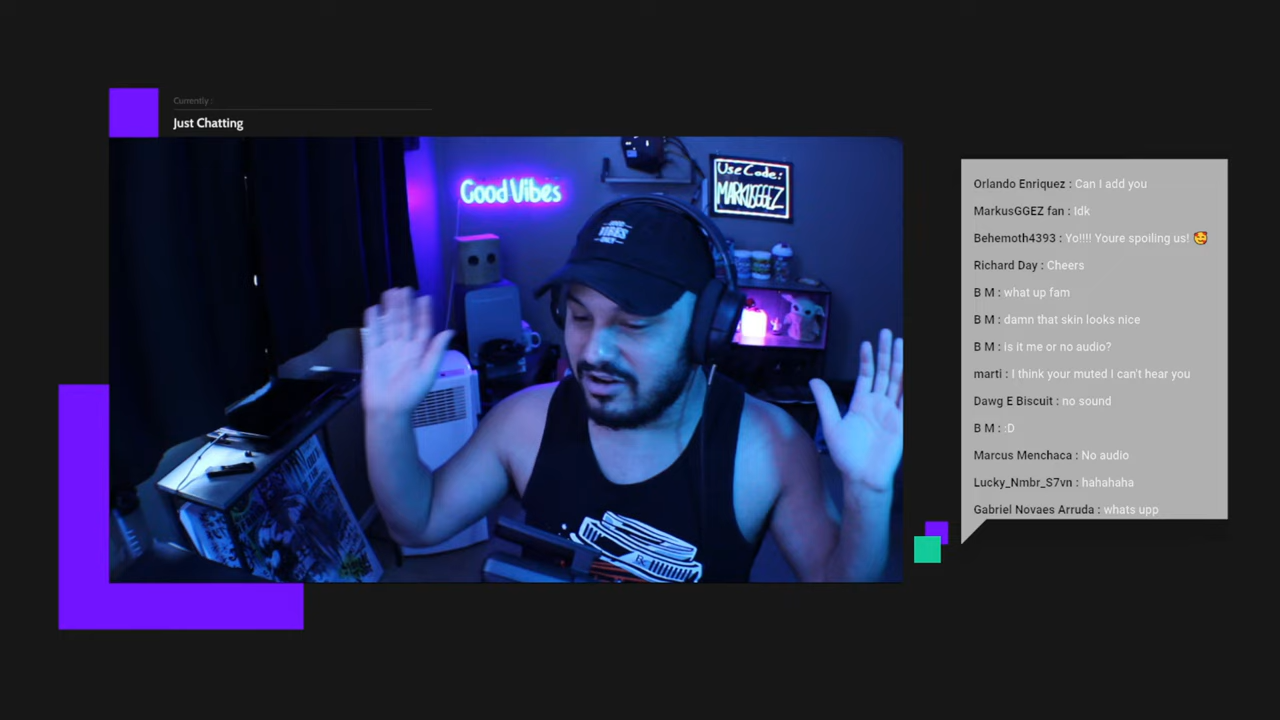 Currently :
Just Chatting
Good Vibes
Use Code:
MARKUSGGEZ
VIBES
ONLY
Orlando Enriquez : Can I add you
MarkusGGEZ fan : Idk
Behemoth4393 : Yo!!!! Youre spoiling us! 🥰
Richard Day : Cheers
B M : what up fam
B M : damn that skin looks nice
B M : is it me or no audio?
marti : I think your muted I can't hear you
Dawg E Biscuit : no sound
B M : :D
Marcus Menchaca : No audio
Lucky_Nmbr_S7vn : hahahaha
Gabriel Novaes Arruda : whats upp